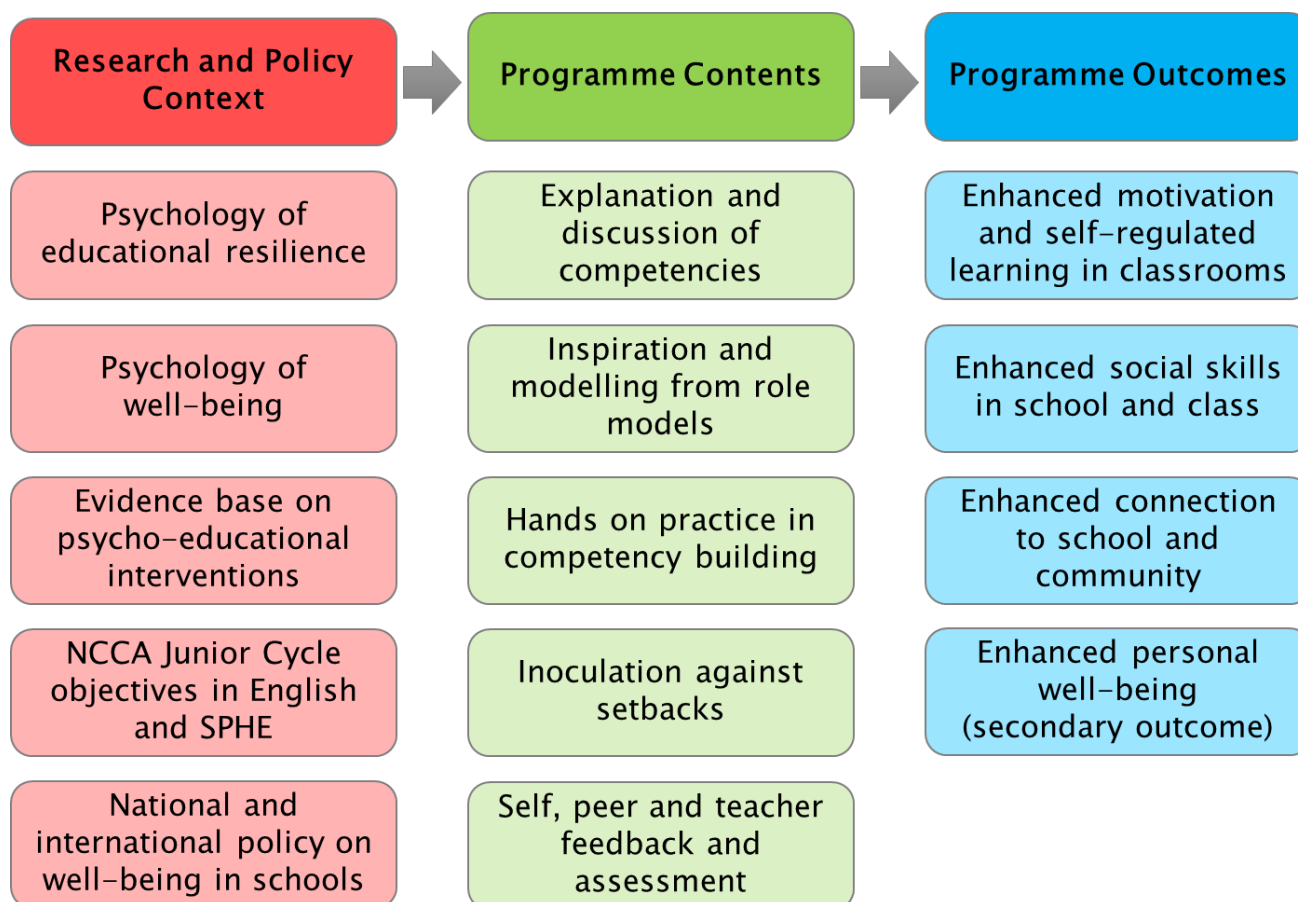 Research and Policy
Context
Programme Contents
Programme Outcomes
Psychology of
educational resilience
Psychology of
well-being
Evidence base on
psycho-educational
interventions
NCCA Junior Cycle
objectives in English
and SPHE
National and
international policy on
well-being in schools
Explanation and
discussion of
competencies
Inspiration and
modelling from role
models
Hands on practice in
competency building
Inoculation against
setbacks
Self, peer and teacher
feedback and
assessment
Enhanced motivation
and self-regulated
learning in classrooms
Enhanced social skills
in school and class
Enhanced connection
to school and
community
Enhanced personal
well-being
(secondary outcome)